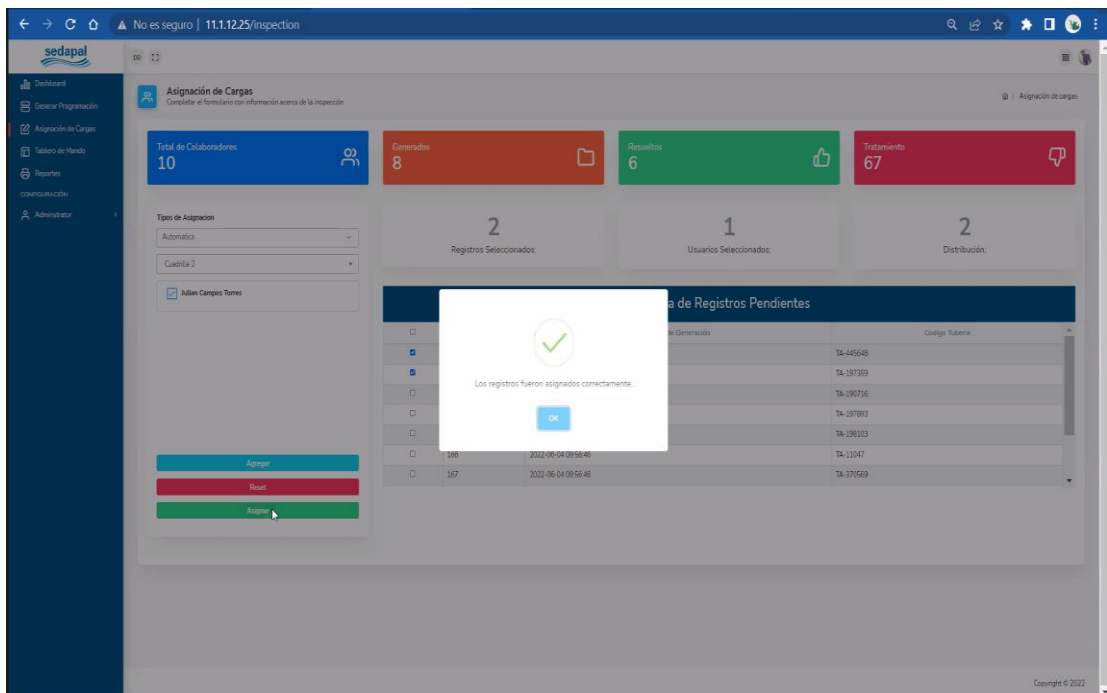 No es seguro | 11.1.12.25/inspection
sedapal
Dashboard
Generar Programación
Asignación de Cargas
Tablero de Mando
Reportes
CONFIGURACIÓN
Administrator
Asignación de Cargas
Completar el formulario con información acerca de la inspección
/ Asignación de cargas
Total de Colaboradores
10
Generados
8
Resueltos
6
Tratamiento
67
Tipos de Asignacion
Automatico
Cuadrilla 2
Julian Campos Torres
Agregar
Reset
Asignar
2
Registros Seleccionados:
1
Usuarios Seleccionados:
2
Distribución:
a de Registros Pendientes
de Generación
Codigo Tuberia
TA-445648
TA-197359
TA-190716
TA-197893
TA-198103
166 2022-06-04 09:56:46 TA-11047
167 2022-06-04 09:56:46 TA-370569
Los registros fueron asignados correctamente.
OK
Copyright © 2022